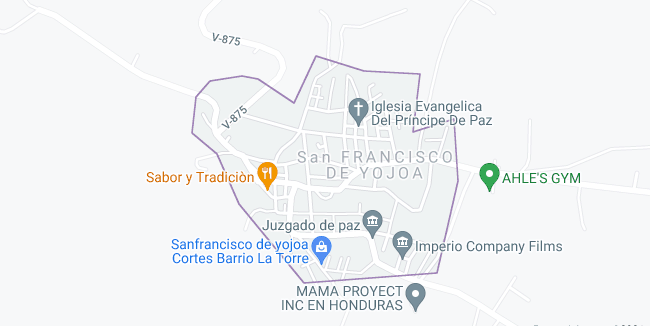 V-875
V-875
Iglesia Evangelica
Del Príncipe De Paz
San FRANCISCO
DE YOJOA
Sabor y Tradiciòn
AHLE'S GYM
Juzgado de paz
Sanfrancisco de yojoa
Cortes Barrio La Torre
Imperio Company Films
MAMA PROYECT
INC EN HONDURAS